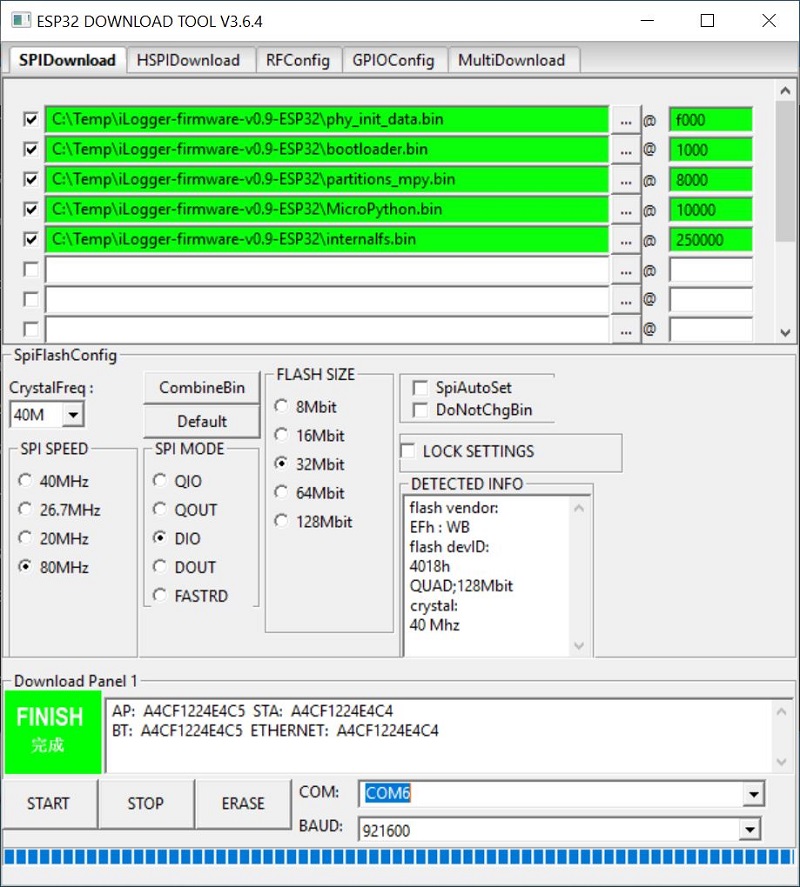 ESP32 DOWNLOAD TOOL V3.6.4
SPIDownload HSPIDownload RFConfig GPIOConfig MultiDownload
C:\Temp\iLogger-firmware-v0.9-ESP32\phy_init_data.bin ... @ f000
C:\Temp\iLogger-firmware-v0.9-ESP32\bootloader.bin ... @ 1000
C:\Temp\iLogger-firmware-v0.9-ESP32\partitions_mpy.bin ... @ 8000
C:\Temp\iLogger-firmware-v0.9-ESP32\MicroPython.bin ... @ 10000
C:\Temp\iLogger-firmware-v0.9-ESP32\internalfs.bin ... @ 250000
... @
... @
... @
SpiFlashConfig
CrystalFreq :
40M
CombineBin
Default
SPI SPEED
40MHz
26.7MHz
20MHz
80MHz
SPI MODE
QIO
QOUT
DIO
DOUT
FASTRD
FLASH SIZE
8Mbit
16Mbit
32Mbit
64Mbit
128Mbit
SpiAutoSet
DoNotChgBin
LOCK SETTINGS
DETECTED INFO
flash vendor:
EFh : WB
flash devID:
4018h
QUAD;128Mbit
crystal:
40 Mhz
Download Panel 1
FINISH
完成
AP: A4CF1224E4C5 STA: A4CF1224E4C4
BT: A4CF1224E4C5 ETHERNET: A4CF1224E4C4
START STOP ERASE
COM: COM6
BAUD: 921600